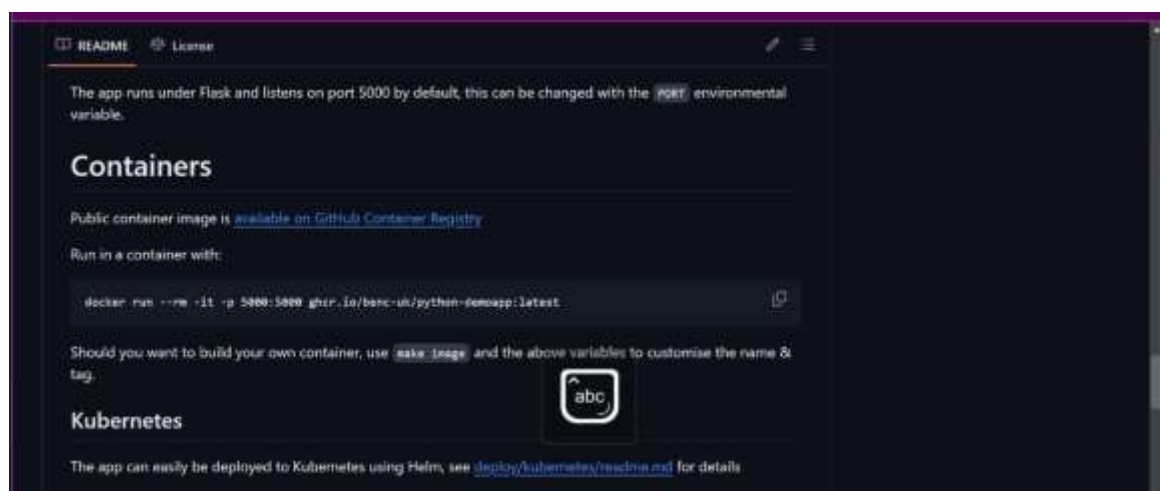 README License
The app runs under Flask and listens on port 5000 by default, this can be changed with the PORT environmental
variable.
Containers
Public container image is available on GitHub Container Registry
Run in a container with:
docker run --rm -it -p 5000:5000 ghcr.io/benc-uk/python-demoapp:latest
Should you want to build your own container, use make image and the above variables to customise the name &
tag.
abc
Kubernetes
The app can easily be deployed to Kubernetes using Helm, see deploy/kubernetes/readme.md for details